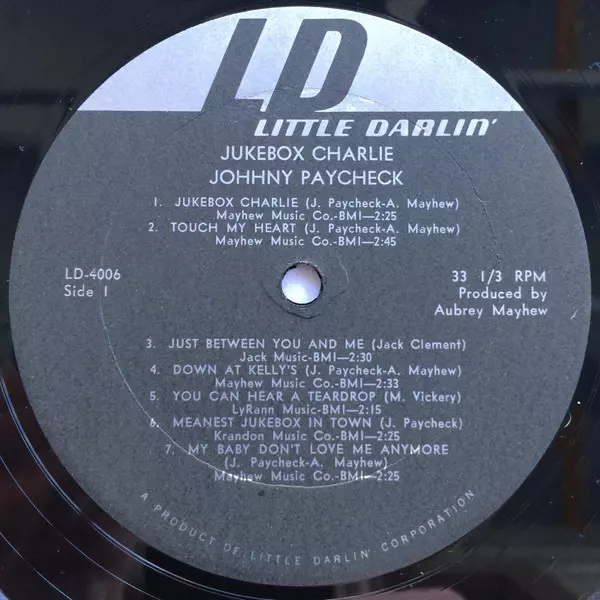 LD
LITTLE DARLIN'
JUKEBOX CHARLIE
JOHHNY PAYCHECK
1. JUKEBOX CHARLIE (J. Paycheck-A. Mayhew)
Mayhew Music Co.-BMI—2:25
2. TOUCH MY HEART (J. Paycheck-A. Mayhew)
Mayhew Music Co.-BMI—2:45
LD-4006
Side 1
33 1/3 RPM
Produced by
Aubrey Mayhew
3. JUST BETWEEN YOU AND ME (Jack Clement)
Jack Music-BMI—2:30
4. DOWN AT KELLY'S (J. Paycheck-A. Mayhew)
Mayhew Music Co.-BMI—2:33
5. YOU CAN HEAR A TEARDROP (M. Vickery)
LyRann Music-BMI—2:15
6. MEANEST JUKEBOX IN TOWN (J. Paycheck)
Krandon Music Co.-BMI—2:25
7. MY BABY DON'T LOVE ME ANYMORE
(J. Paycheck-A. Mayhew)
Mayhew Music Co.-BMI—2:25
A PRODUCT OF LITTLE DARLIN' CORPORATION